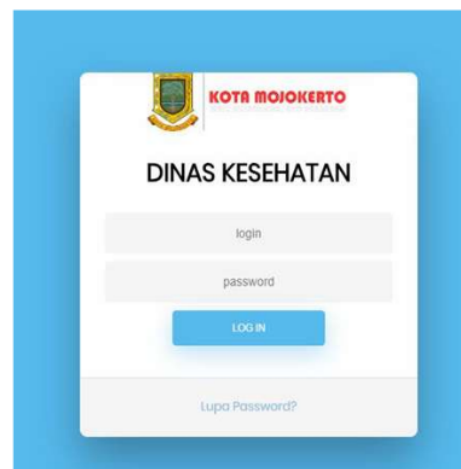 KOTA MOJOKERTO
DINAS KESEHATAN
login
password
LOG IN
Lupa Password?